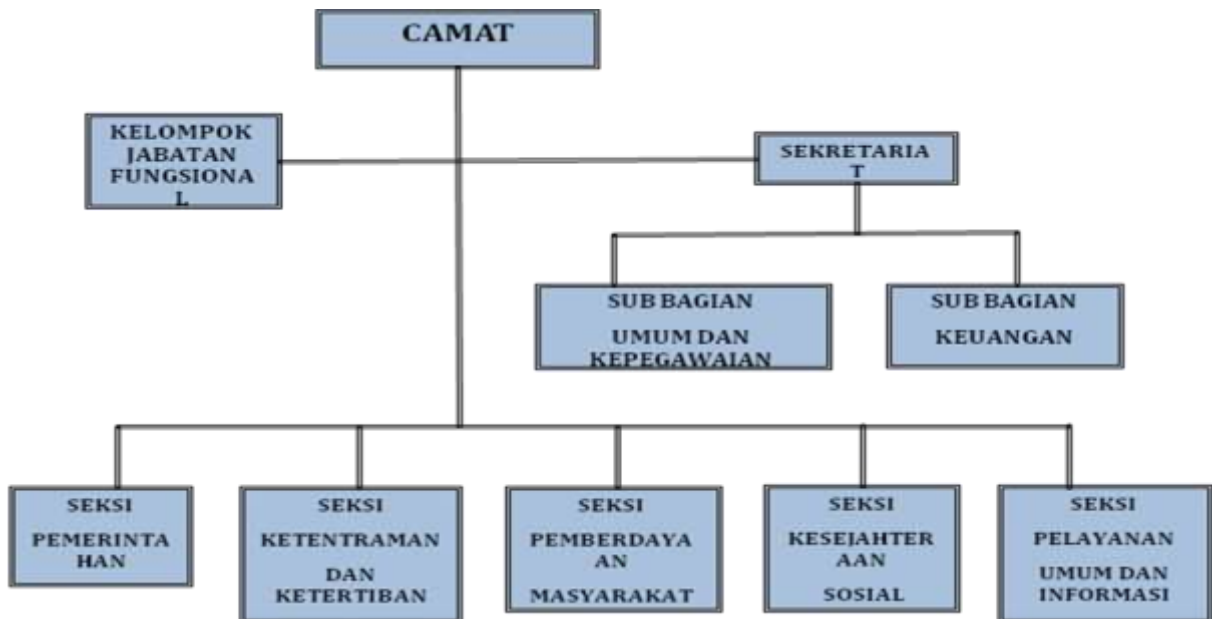 CAMAT
KELOMPOK
JABATAN
FUNGSIONA
L
SEKRETARIA
T
SUB BAGIAN
UMUM DAN
KEPEGAWAIAN
SUB BAGIAN
KEUANGAN
SEKSI
PEMERINTA
HAN
SEKSI
KETENTRAMAN
DAN
KETERTIBAN
SEKSI
PEMBERDAYA
AN
MASYARAKAT
SEKSI
KESEJAHTER
AAN
SOSIAL
SEKSI
PELAYANAN
UMUM DAN
INFORMASI